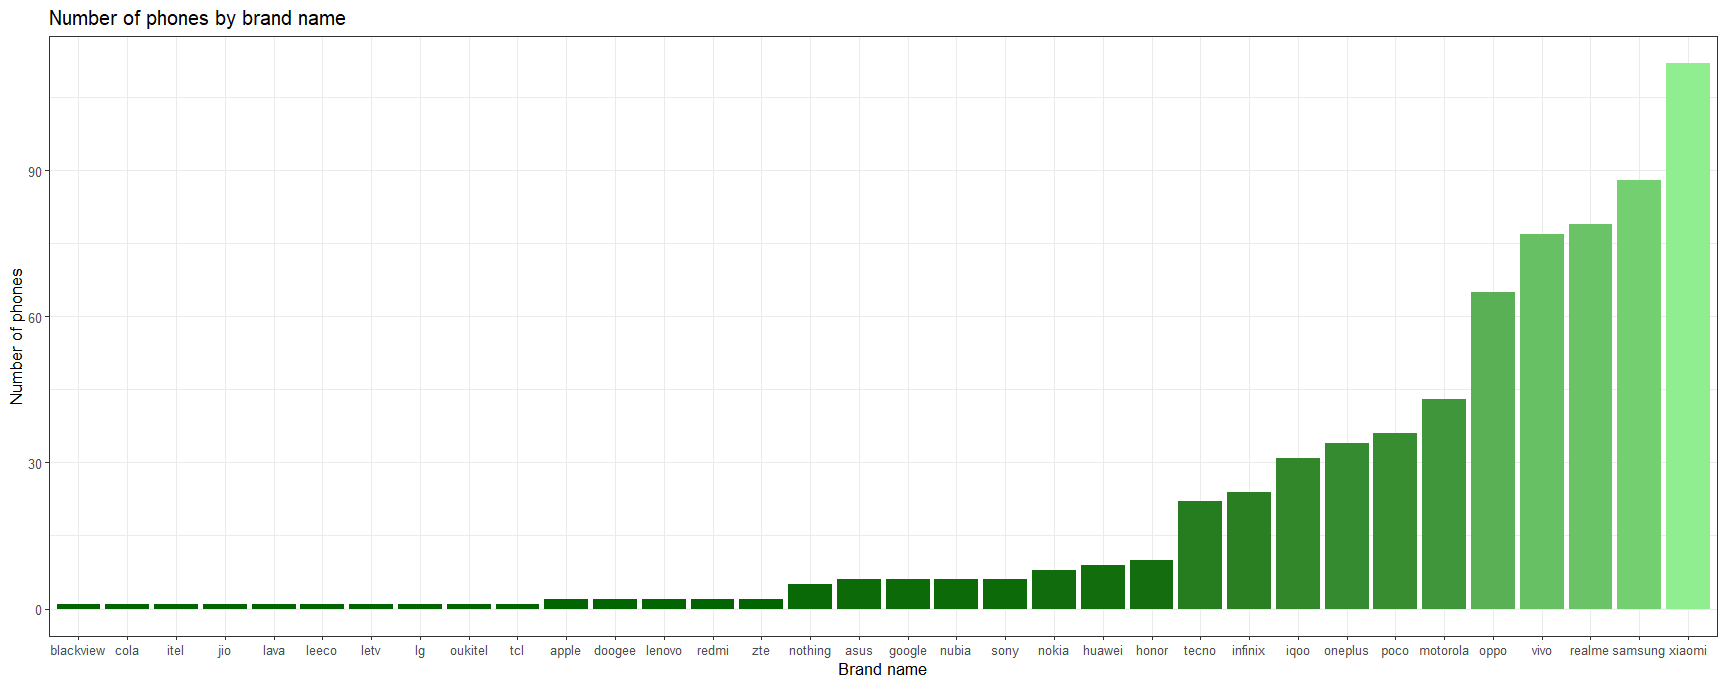 Number of phones by brand name
Number of phones
90
60
30
0
blackview cola itel jio lava leeco letv lg oukitel tcl apple doogee lenovo redmi zte nothing asus google nubia sony nokia huawei honor tecno infinix iqoo oneplus poco motorola oppo vivo realme samsung xiaomi
Brand name